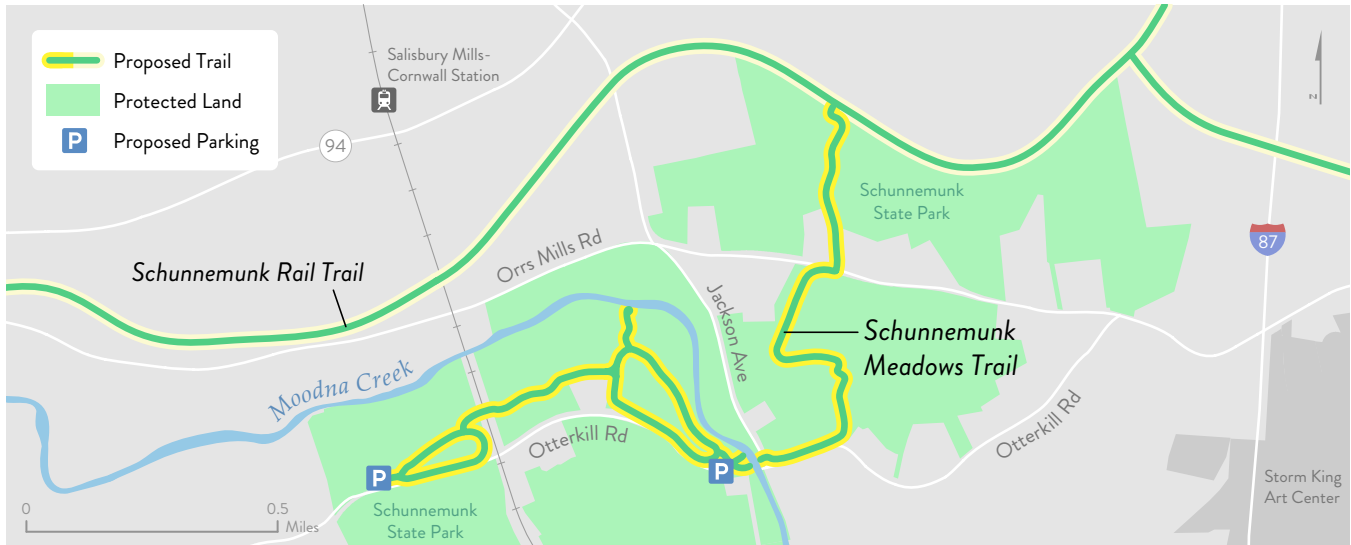 Proposed Trail
Protected Land
P
Proposed Parking
Salisbury Mills-
Cornwall Station
94
N
Schunnemunk
State Park
87
Orrs Mills Rd
Schunnemunk Rail Trail
Jackson Ave
Schunnemunk
Meadows Trail
Moodna Creek
Otterkill Rd
Otterkill Rd
P
P
Storm King
Art Center
0
0.5
Miles
Schunnemunk
State Park